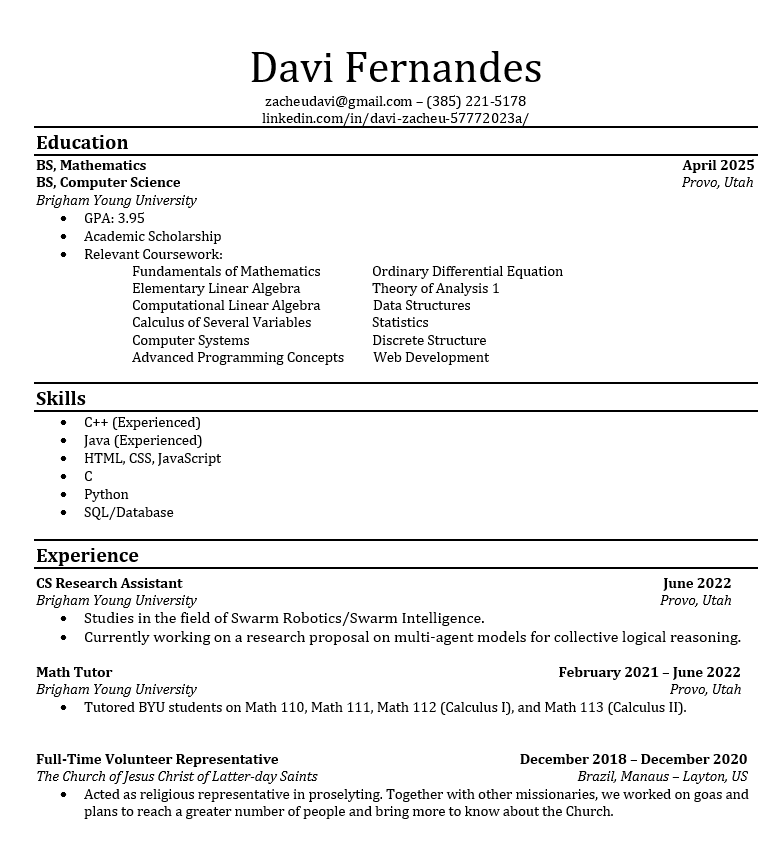 Davi Fernandes
zacheudavi@gmail.com – (385) 221-5178
linkedin.com/in/davi-zacheu-57772023a/
Education
BS, Mathematics April 2025
BS, Computer Science Provo, Utah
Brigham Young University
• GPA: 3.95
• Academic Scholarship
• Relevant Coursework:
Fundamentals of Mathematics Ordinary Differential Equation
Elementary Linear Algebra Theory of Analysis 1
Computational Linear Algebra Data Structures
Calculus of Several Variables Statistics
Computer Systems Discrete Structure
Advanced Programming Concepts Web Development
Skills
• C++ (Experienced)
• Java (Experienced)
• HTML, CSS, JavaScript
• C
• Python
• SQL/Database
Experience
CS Research Assistant June 2022
Brigham Young University Provo, Utah
• Studies in the field of Swarm Robotics/Swarm Intelligence.
• Currently working on a research proposal on multi-agent models for collective logical reasoning.
Math Tutor February 2021 – June 2022
Brigham Young University Provo, Utah
• Tutored BYU students on Math 110, Math 111, Math 112 (Calculus I), and Math 113 (Calculus II).
Full-Time Volunteer Representative December 2018 – December 2020
The Church of Jesus Christ of Latter-day Saints Brazil, Manaus – Layton, US
• Acted as religious representative in proselyting. Together with other missionaries, we worked on goas and
plans to reach a greater number of people and bring more to know about the Church.